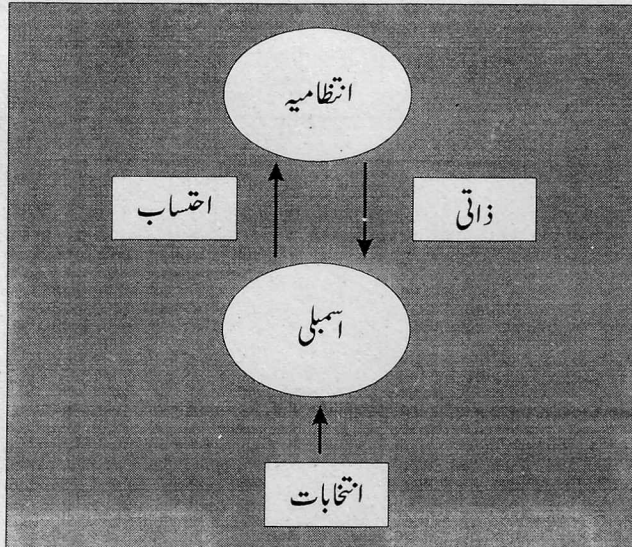 انتظامیہ
ذاتی
احتساب
اسمبلی
انتخابات